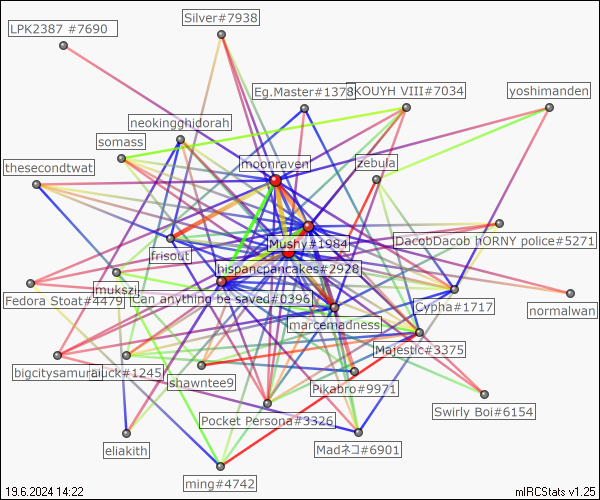 Silver#7938
LPK2387 #7690
Eg.Master#1378
KOUYH VIII#7034
yoshimanden
neokingghidorah
somass
moonraven
zebula
thesecondtwat
Mushy#1984
DacobDacob hORNY police#5271
frisout
hispancpancakes#2928
mukszi
Fedora Stoat#4479
Can anything be saved#0396
Cypha#1717
normalwan
marcemadness
Majestic#3375
bigcitysamurai
luck#1245
shawntee9
Pikabro#9971
Swirly Boi#6154
Pocket Persona#3326
eliakith
Madネコ#6901
ming#4742
19.6.2024 14:22
mIRCStats v1.25